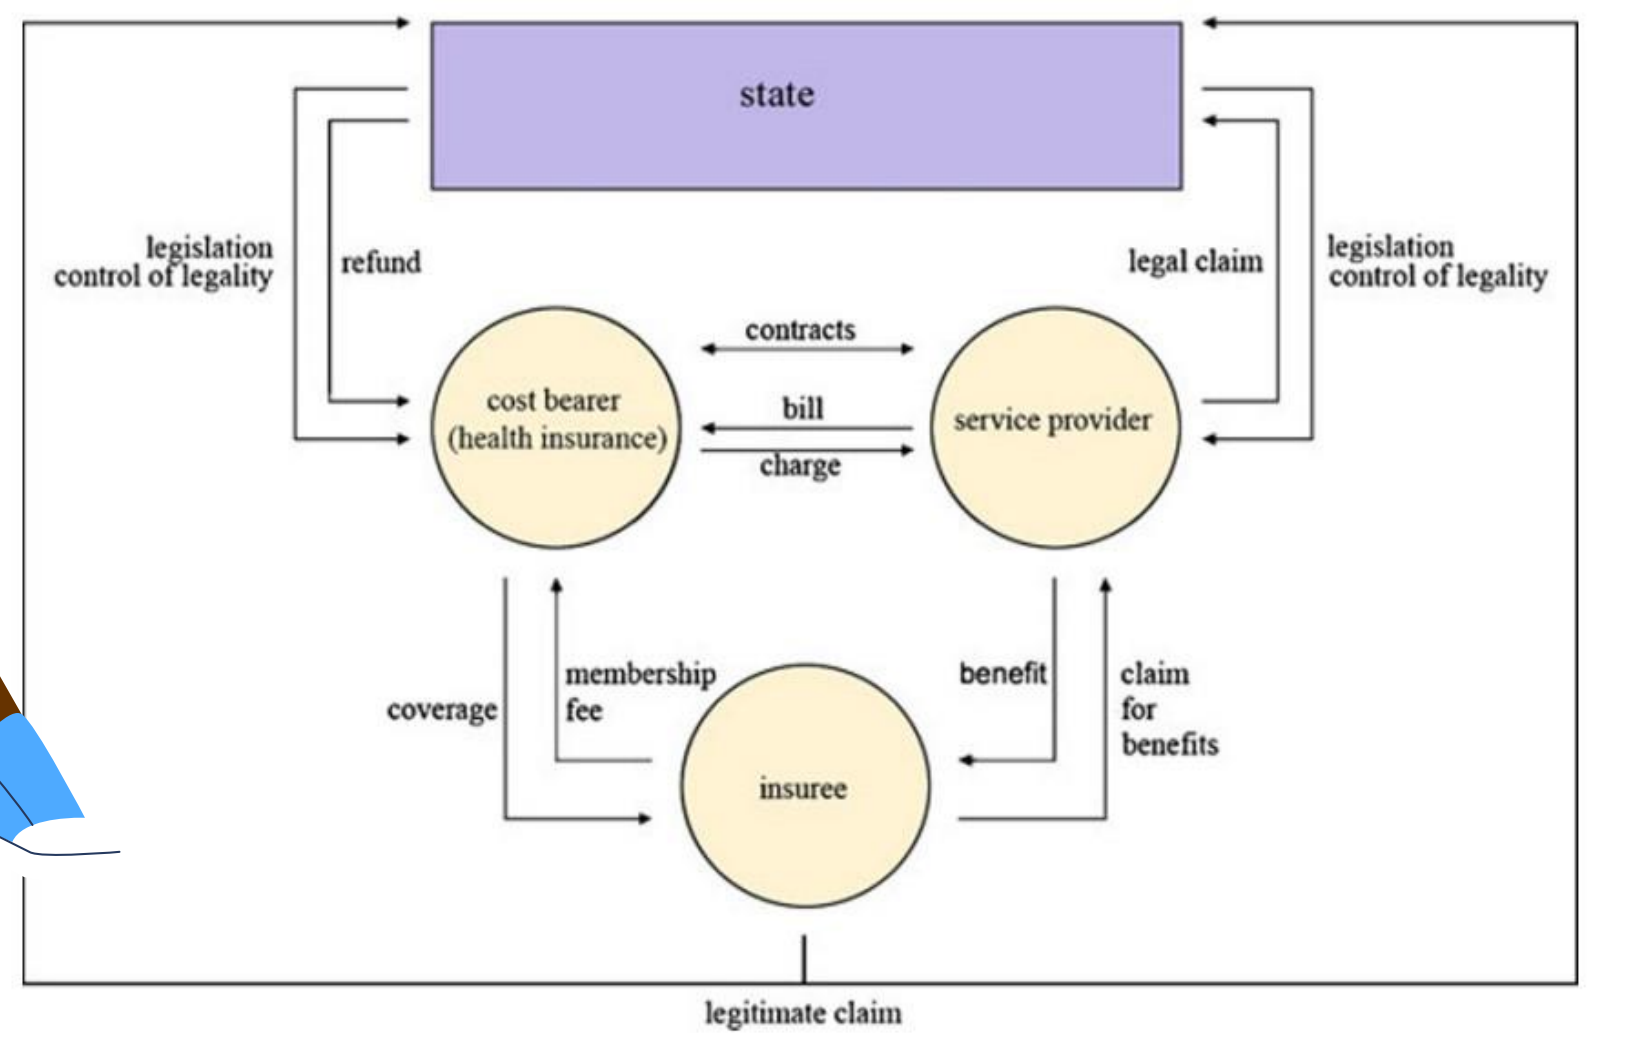 state
legislation
control of legality
refund
legal claim
legislation
control of legality
contracts
cost bearer
(health insurance)
bill
service provider
charge
membership
fee
coverage
benefit
claim
for
benefits
insuree
legitimate claim